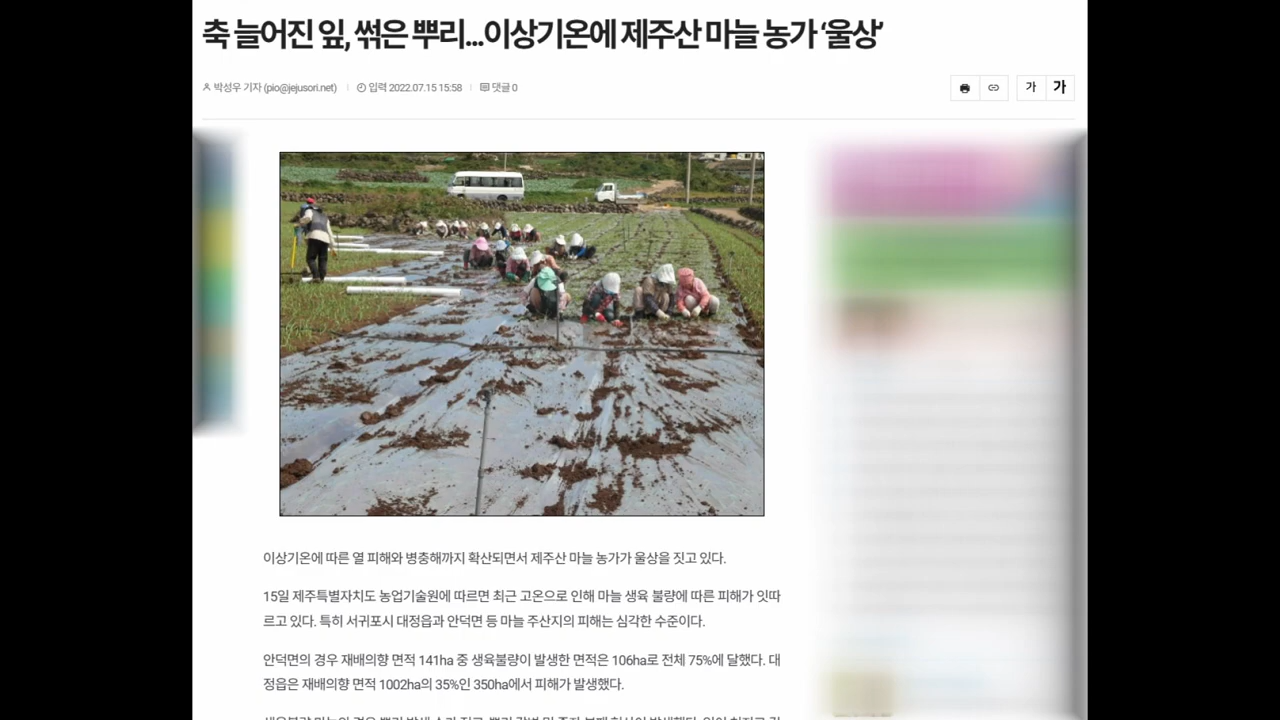 축 늘어진 잎, 썩은 뿌리...이상기온에 제주산 마늘 농가 ‘울상’
박성우 기자 (pio@jejusori.net) 입력 2022.07.15 15:58 댓글 0
가 가
이상기온에 따른 열 피해와 병충해까지 확산되면서 제주산 마늘 농가가 울상을 짓고 있다.
15일 제주특별자치도 농업기술원에 따르면 최근 고온으로 인해 마늘 생육 불량에 따른 피해가 잇따
르고 있다. 특히 서귀포시 대정읍과 안덕면 등 마늘 주산지의 피해는 심각한 수준이다.
안덕면의 경우 재배의향 면적 141ha 중 생육불량이 발생한 면적은 106ha로 전체 75%에 달했다. 대
정읍은 재배의향 면적 1002ha의 35%인 350ha에서 피해가 발생했다.